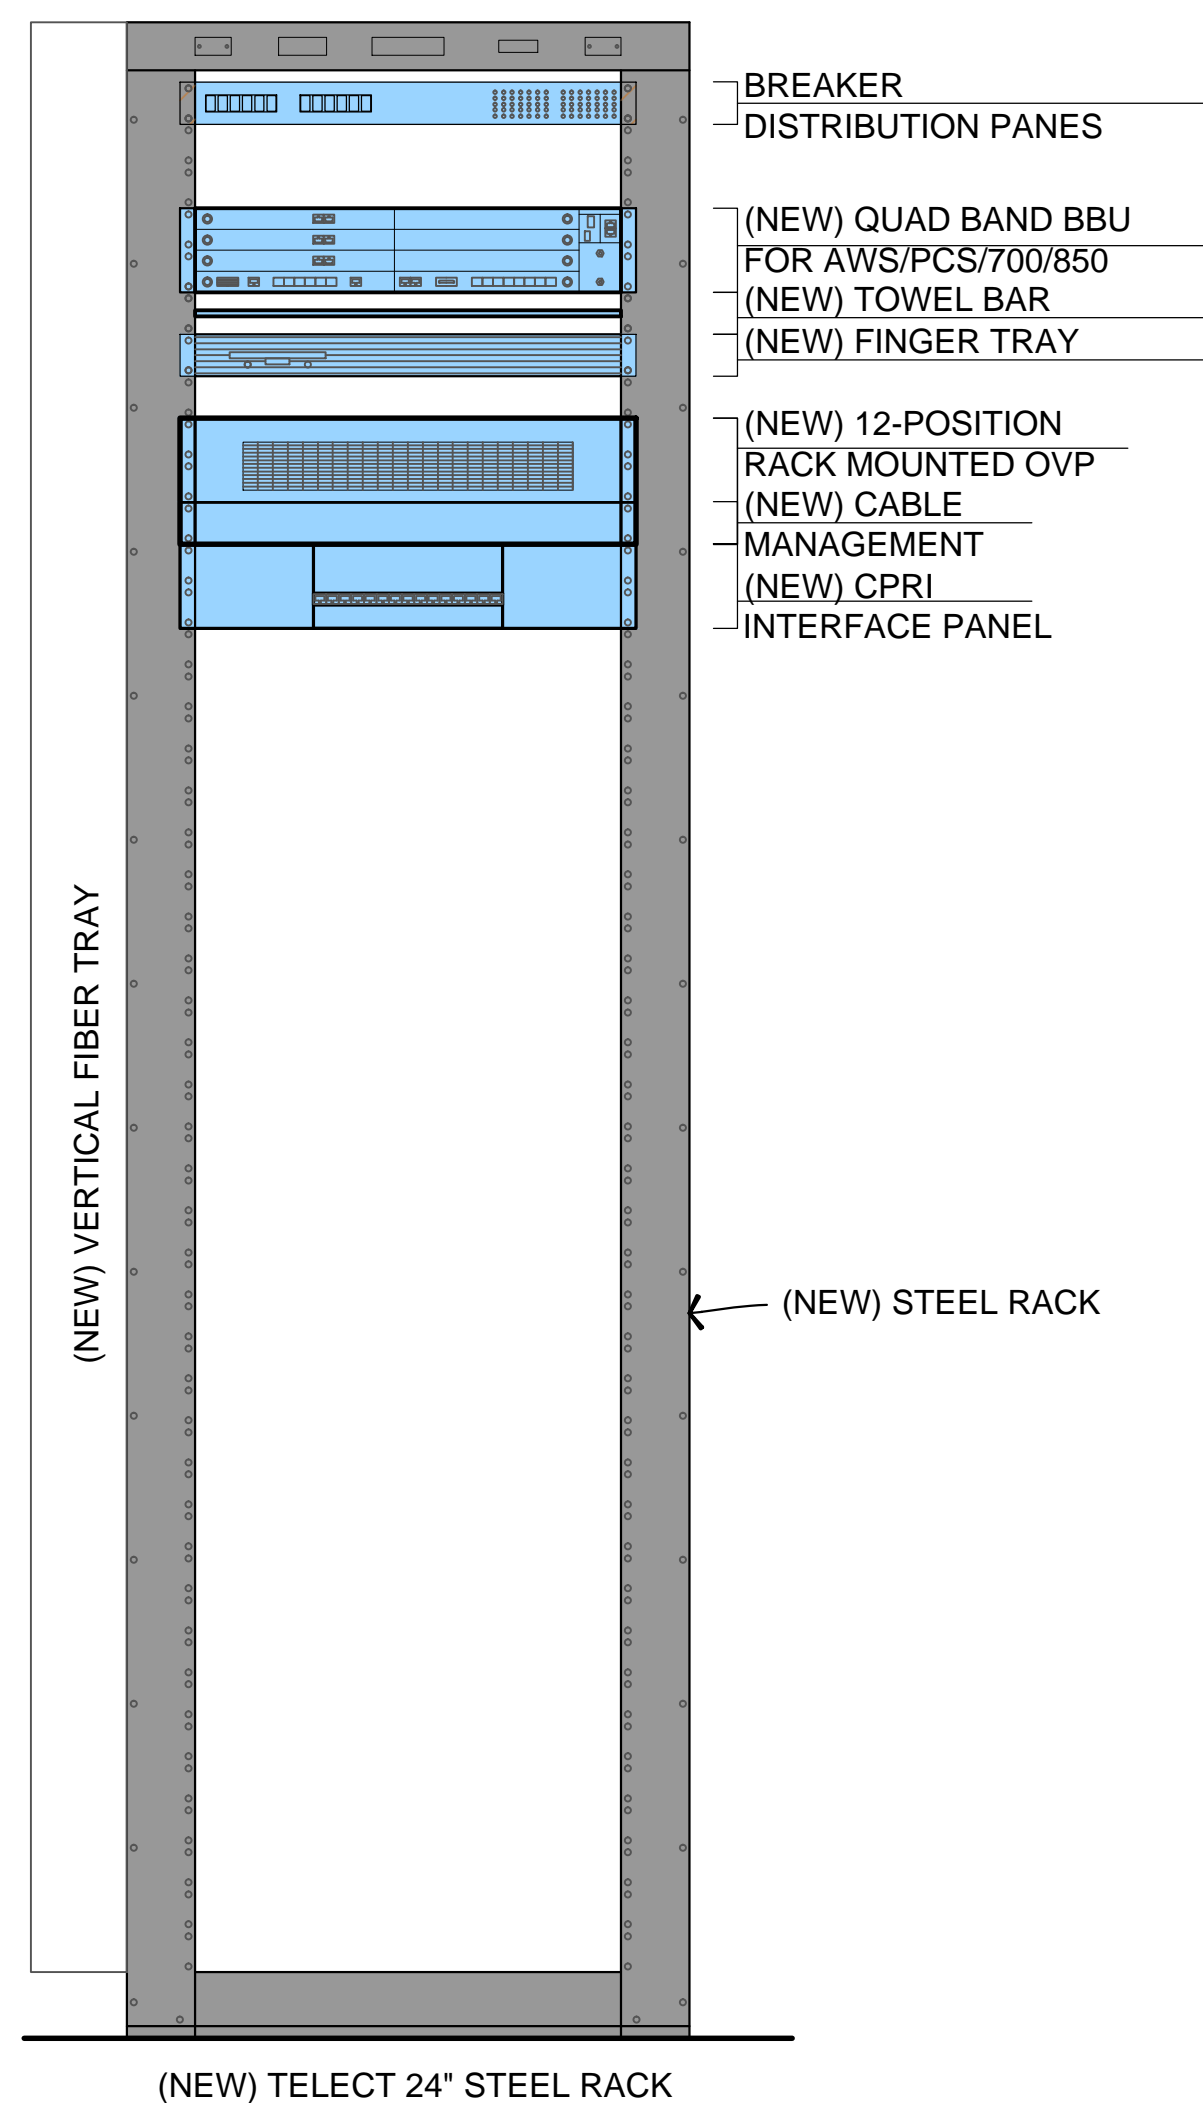 BREAKER
DISTRIBUTION PANES
(NEW) QUAD BAND BBU
FOR AWS/PCS/700/850
(NEW) TOWEL BAR
(NEW) FINGER TRAY
(NEW) 12-POSITION
RACK MOUNTED OVP
(NEW) CABLE
MANAGEMENT
(NEW) CPRI
INTERFACE PANEL
(NEW) VERTICAL FIBER TRAY
(NEW) STEEL RACK
(NEW) TELECT 24" STEEL RACK